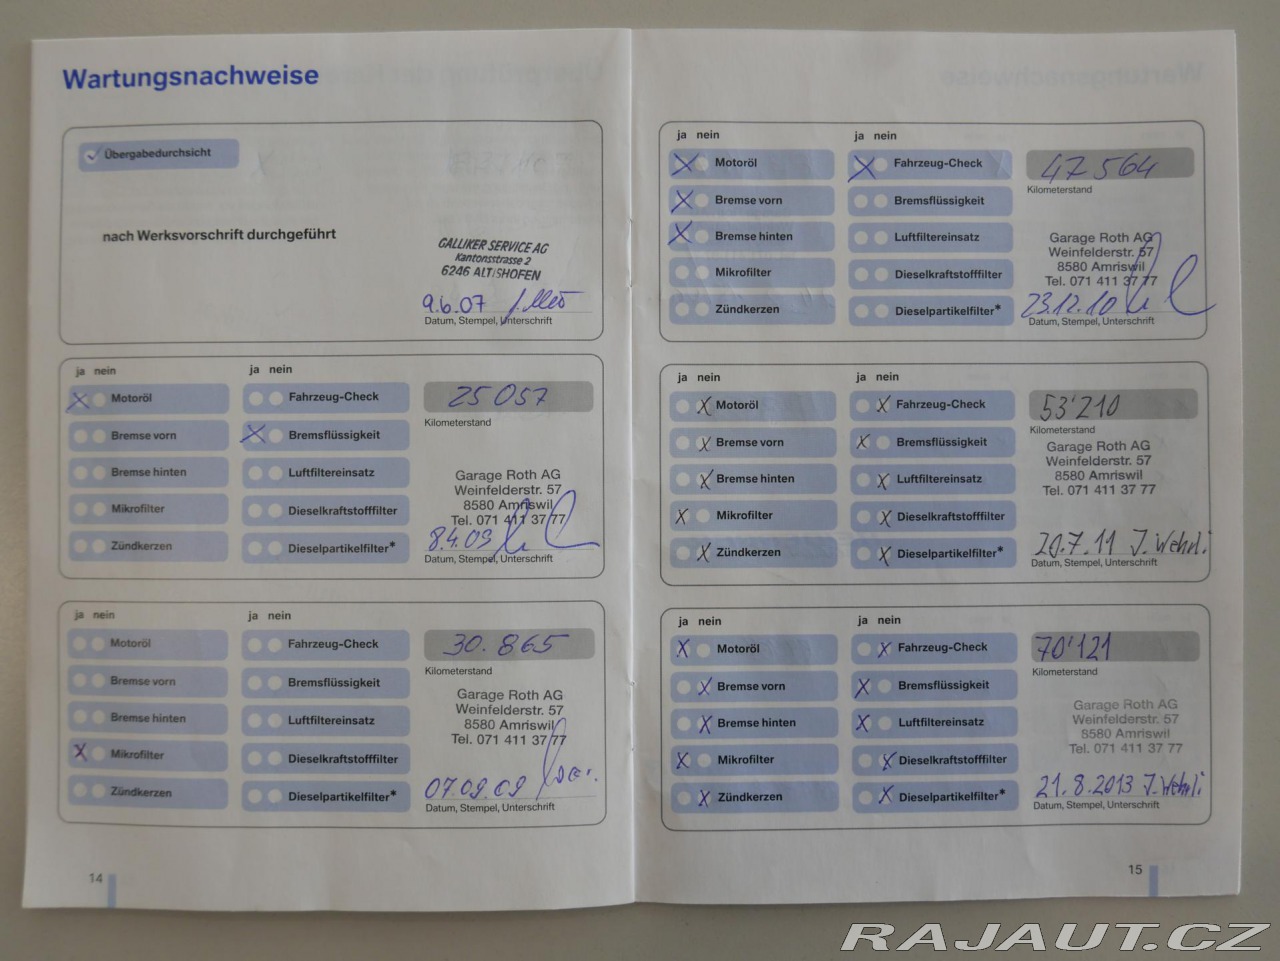 Wartungsnachweise
Übergabedurchsicht
nach Werksvorschrift durchgeführt
GALLIKER SERVICE AG
Kantonsstrasse 2
6246 ALTISHOFEN
9.6.07
Datum, Stempel, Unterschrift
ja nein
ja nein
Motoröl
Fahrzeug-Check
25 057
Kilometerstand
Bremse vorn
Bremsflüssigkeit
Bremse hinten
Luftfiltereinsatz
Mikrofilter
Dieselkraftstofffilter
Zündkerzen
Dieselpartikelfilter*
Garage Roth AG
Weinfelderstr. 57
8580 Amriswil
Tel. 071 411 37 77
8.4.09
Datum, Stempel, Unterschrift
ja nein
ja nein
Motoröl
Fahrzeug-Check
30.865
Kilometerstand
Bremse vorn
Bremsflüssigkeit
Bremse hinten
Luftfiltereinsatz
Mikrofilter
Dieselkraftstofffilter
Zündkerzen
Dieselpartikelfilter*
Garage Roth AG
Weinfelderstr. 57
8580 Amriswil
Tel. 071 411 37 77
07.09.09
Datum, Stempel, Unterschrift
14
ja nein
ja nein
Motoröl
Fahrzeug-Check
47 564
Kilometerstand
Bremse vorn
Bremsflüssigkeit
Bremse hinten
Luftfiltereinsatz
Mikrofilter
Dieselkraftstofffilter
Zündkerzen
Dieselpartikelfilter*
Garage Roth AG
Weinfelderstr. 57
8580 Amriswil
Tel. 071 411 37 77
23.12.10
Datum, Stempel, Unterschrift
ja nein
ja nein
Motoröl
Fahrzeug-Check
53'210
Kilometerstand
Bremse vorn
Bremsflüssigkeit
Bremse hinten
Luftfiltereinsatz
Mikrofilter
Dieselkraftstofffilter
Zündkerzen
Dieselpartikelfilter*
Garage Roth AG
Weinfelderstr. 57
8580 Amriswil
Tel. 071 411 37 77
20.7.11 J. Wehrli
Datum, Stempel, Unterschrift
ja nein
ja nein
Motoröl
Fahrzeug-Check
70'121
Kilometerstand
Bremse vorn
Bremsflüssigkeit
Bremse hinten
Luftfiltereinsatz
Mikrofilter
Dieselkraftstofffilter
Zündkerzen
Dieselpartikelfilter*
Garage Roth AG
Weinfelderstr. 57
8580 Amriswil
Tel. 071 411 37 77
21.8.2013 J. Wehrli
Datum, Stempel, Unterschrift
15
RAJAUT.CZ